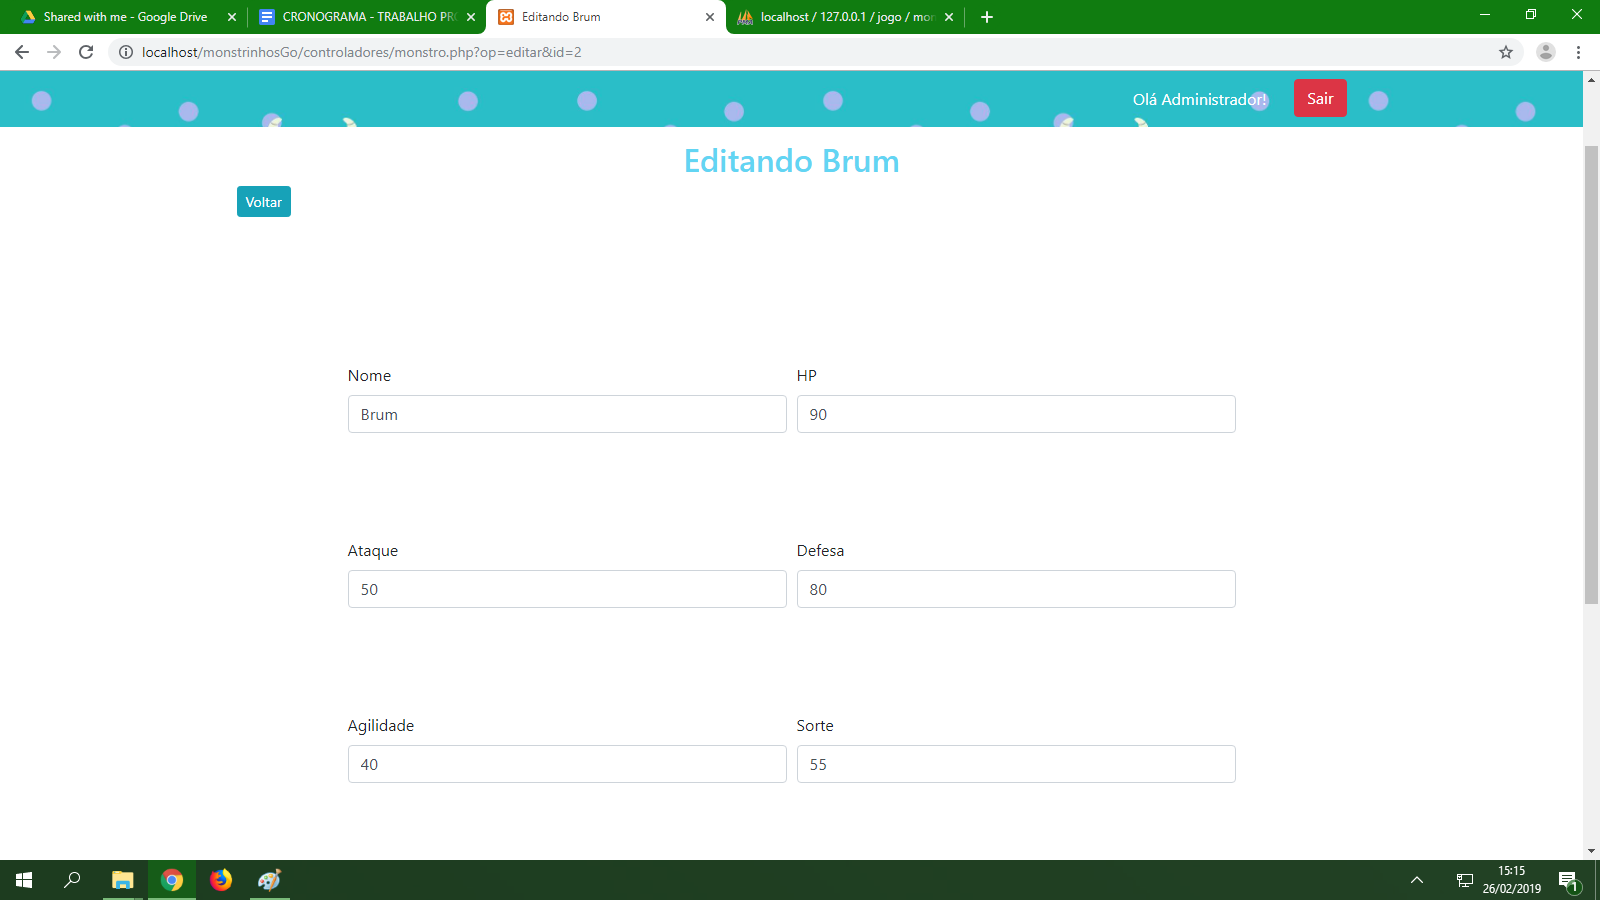 Shared with me - Google Drive
CRONOGRAMA - TRABALHO PR
Editando Brum
localhost / 127.0.0.1 / jogo / mon
localhost/monstrinhosGo/controladores/monstro.php?op=editar&id=2
Olá Administrador!
Sair
Editando Brum
Voltar
Nome
HP
Brum
90
Ataque
Defesa
50
80
Agilidade
Sorte
40
55
15:15
26/02/2019
1